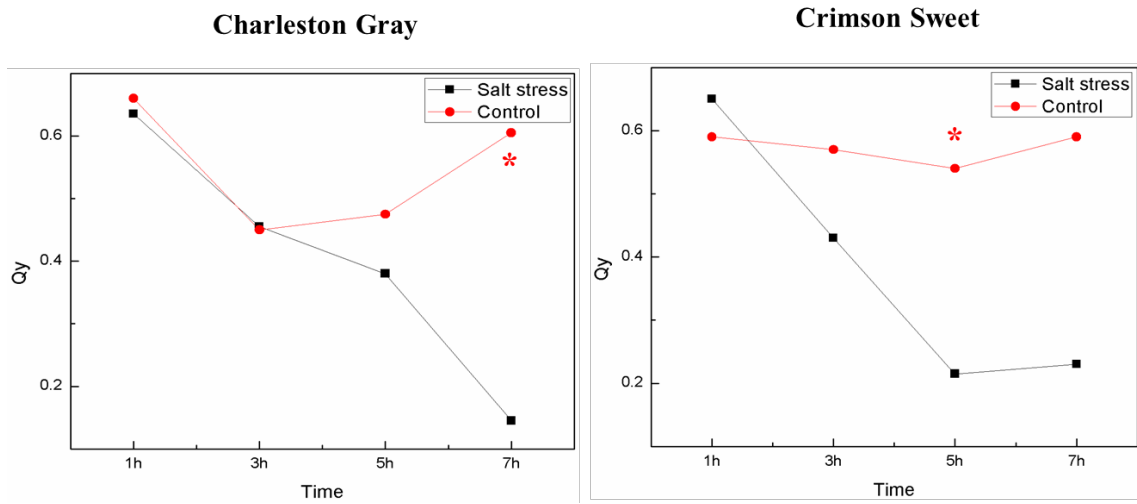 Charleston Gray
Salt stress
Control
0.6
0.4
0.2
Qy
*
1h 3h 5h 7h
Time
Crimson Sweet
Salt stress
Control
0.6
0.4
0.2
Qy
*
1h 3h 5h 7h
Time